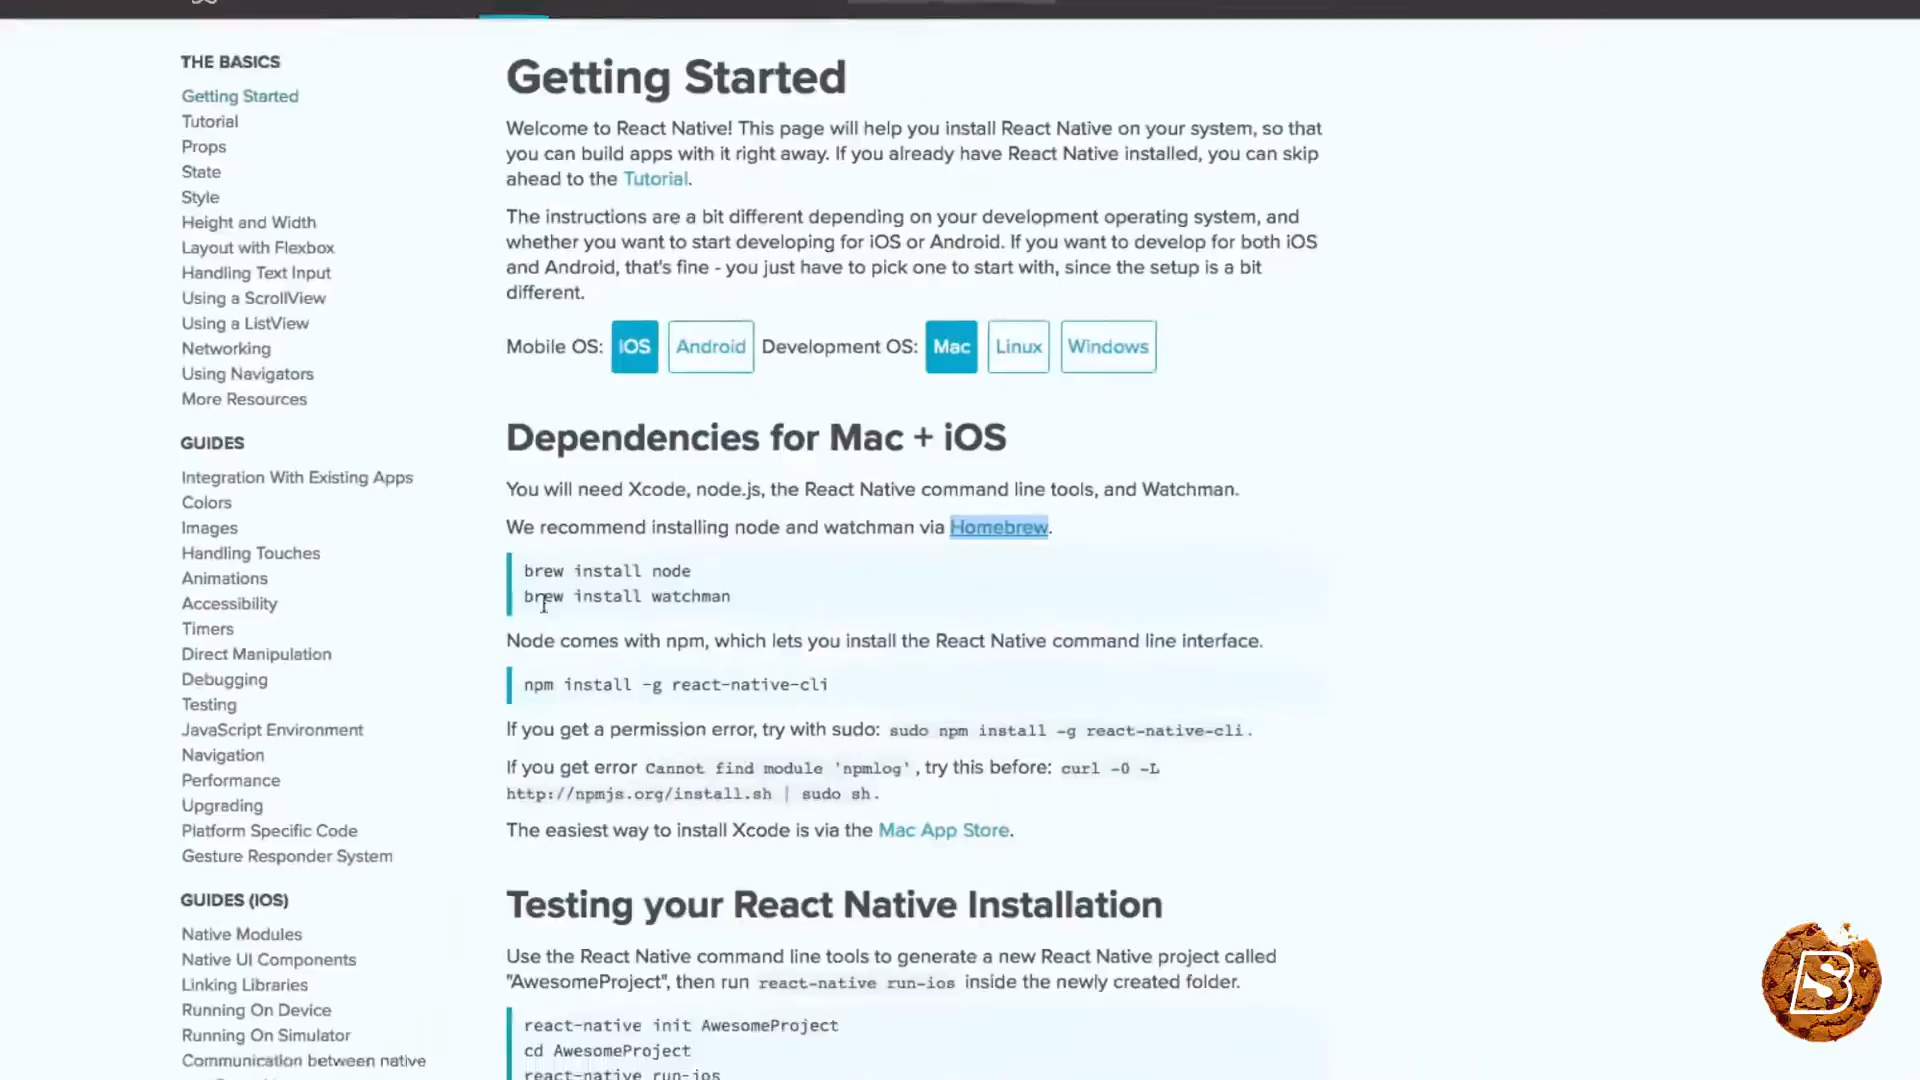 THE BASICS
Getting Started
Tutorial
Props
State
Style
Height and Width
Layout with Flexbox
Handling Text Input
Using a ScrollView
Using a ListView
Networking
Using Navigators
More Resources
GUIDES
Integration With Existing Apps
Colors
Images
Handling Touches
Animations
Accessibility
Timers
Direct Manipulation
Debugging
Testing
JavaScript Environment
Navigation
Performance
Upgrading
Platform Specific Code
Gesture Responder System
GUIDES (IOS)
Native Modules
Native UI Components
Linking Libraries
Running On Device
Running On Simulator
Communication between native
Getting Started
Welcome to React Native! This page will help you install React Native on your system, so that
you can build apps with it right away. If you already have React Native installed, you can skip
ahead to the Tutorial.
The instructions are a bit different depending on your development operating system, and
whether you want to start developing for iOS or Android. If you want to develop for both iOS
and Android, that's fine - you just have to pick one to start with, since the setup is a bit
different.
Mobile OS: iOS Android Development OS: Mac Linux Windows
Dependencies for Mac + iOS
You will need Xcode, node.js, the React Native command line tools, and Watchman.
We recommend installing node and watchman via Homebrew.
brew install node
brew install watchman
Node comes with npm, which lets you install the React Native command line interface.
npm install -g react-native-cli
If you get a permission error, try with sudo: sudo npm install -g react-native-cli.
If you get error Cannot find module 'npmlog', try this before: curl -0 -L
http://npmjs.org/install.sh | sudo sh.
The easiest way to install Xcode is via the Mac App Store.
Testing your React Native Installation
Use the React Native command line tools to generate a new React Native project called
"AwesomeProject", then run react-native run-ios inside the newly created folder.
react-native init AwesomeProject
cd AwesomeProject
react-native run-ios